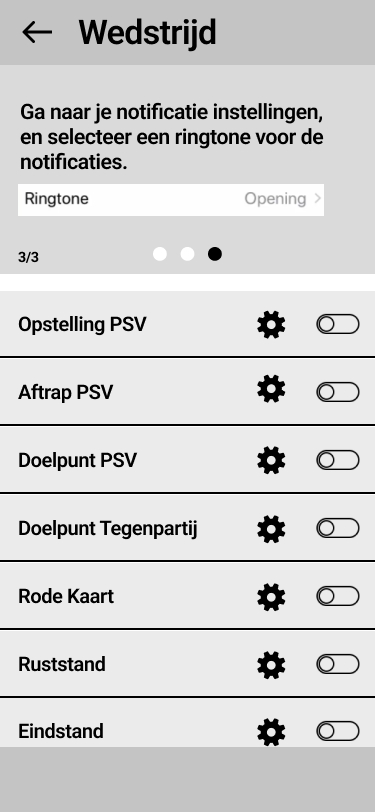 Wedstrijd
Ga naar je notificatie instellingen,
en selecteer een ringtone voor de
notificaties.
Ringtone Opening
3/3
Opstelling PSV
Aftrap PSV
Doelpunt PSV
Doelpunt Tegenpartij
Rode Kaart
Ruststand
Eindstand